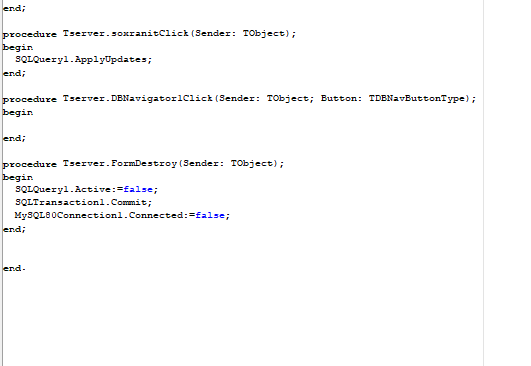 end;
procedure Tserver.soxranitClick(Sender: TObject);
begin
SQLQuery1.ApplyUpdates;
end;
procedure Tserver.DBNavigator1Click(Sender: TObject; Button: TDBNavButtonType);
begin
end;
procedure Tserver.FormDestroy(Sender: TObject);
begin
SQLQuery1.Active:=false;
SQLTransaction1.Commit;
MySQL80Connection1.Connected:=false;
end;
end.